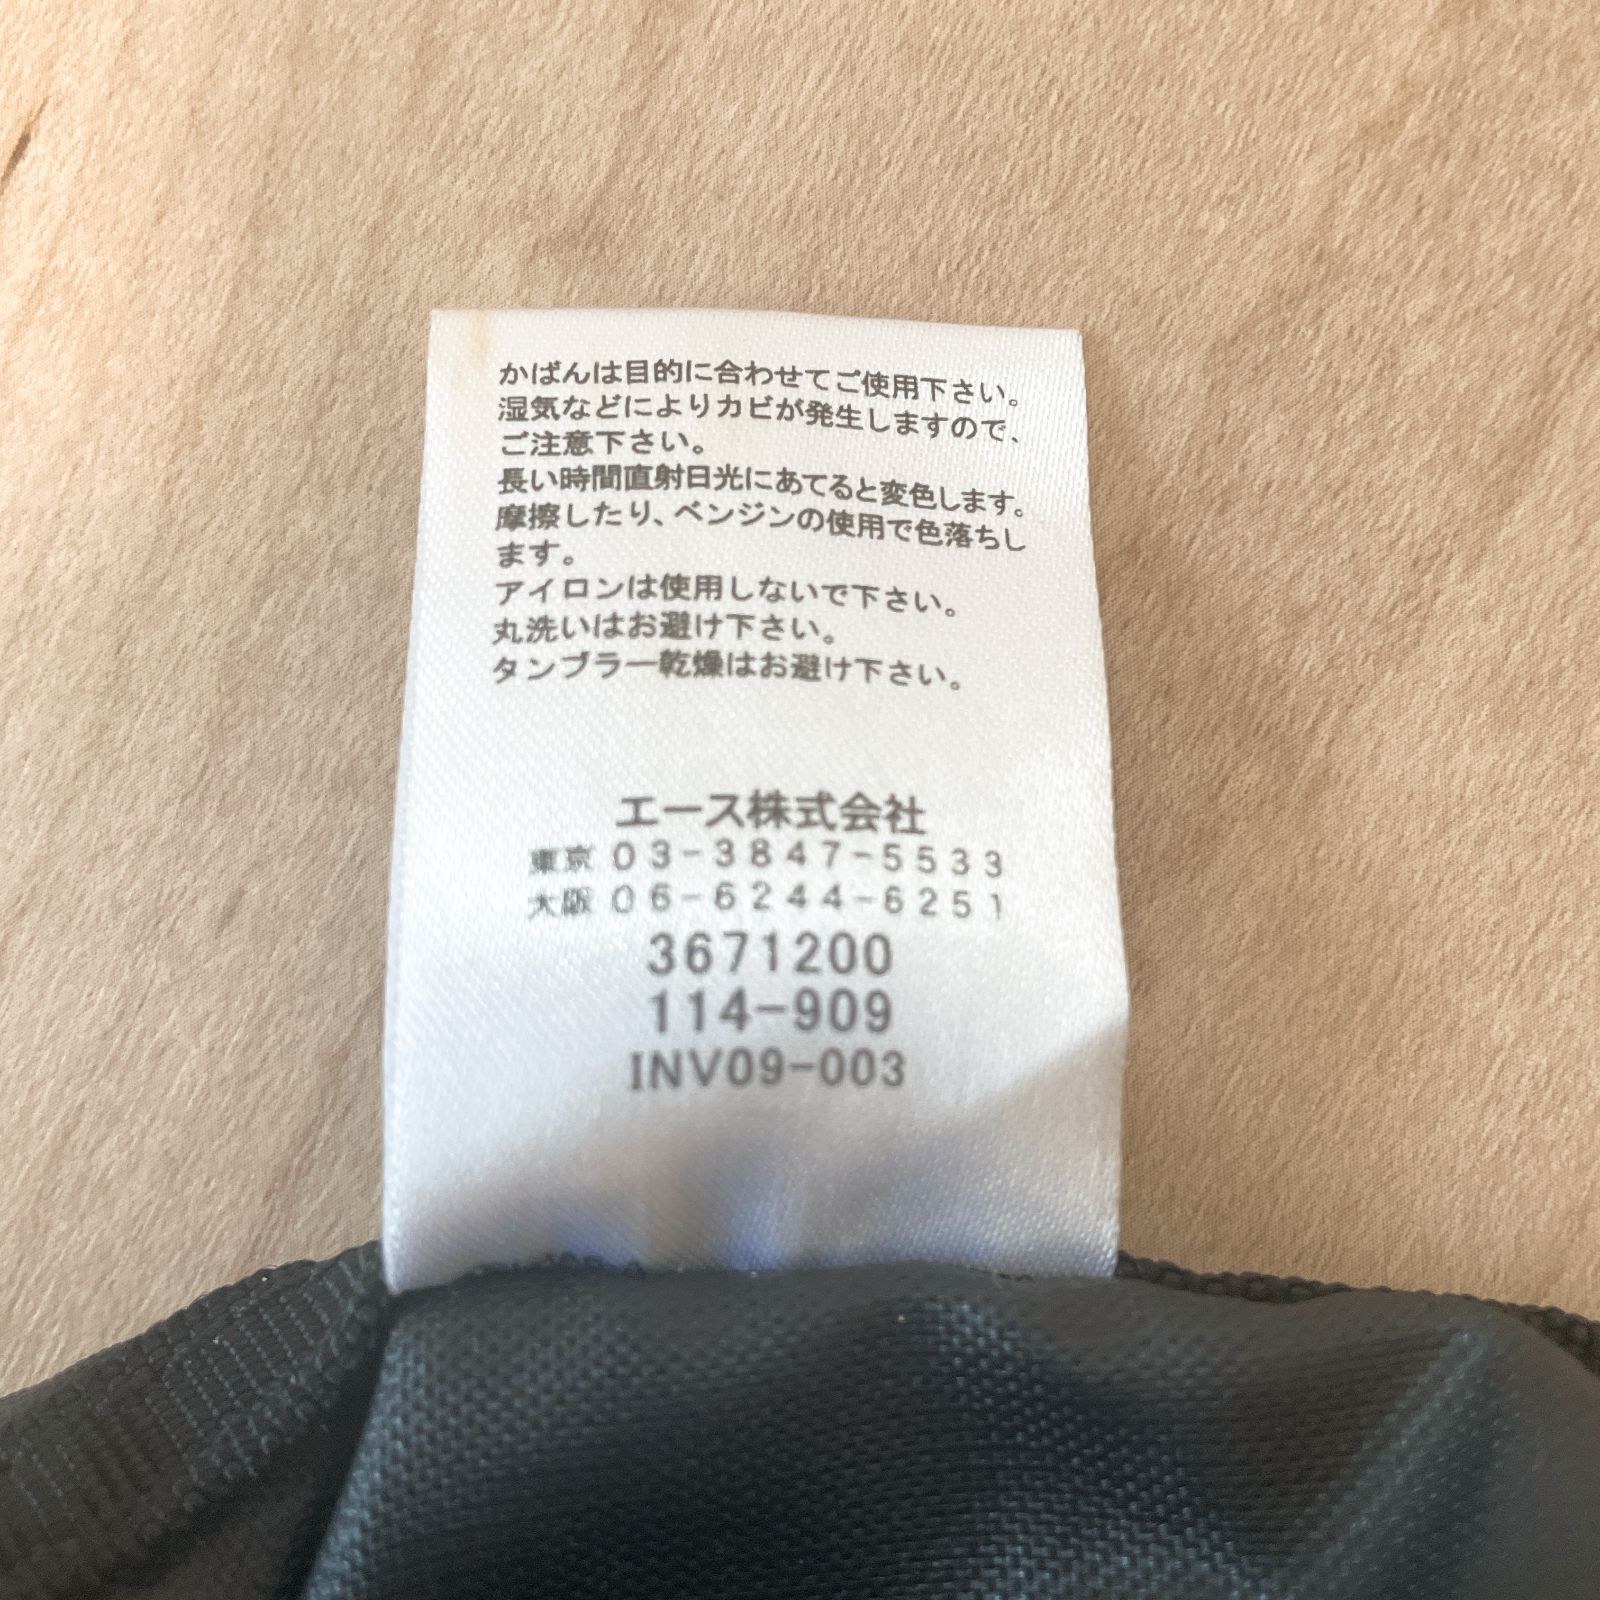 かばんは目的に合わせてご使用下さい。
湿気などによりカビが発生しますので、
ご注意下さい。
長い時間直射日光にあてると変色します。
摩擦したり、ベンジンの使用で色落ちし
ます。
アイロンは使用しないで下さい。
丸洗いはお避け下さい。
タンブラー乾燥はお避け下さい。
エース株式会社
東京 03-3847-5533
大阪 06-6244-6251
3671200
114-909
INV09-003